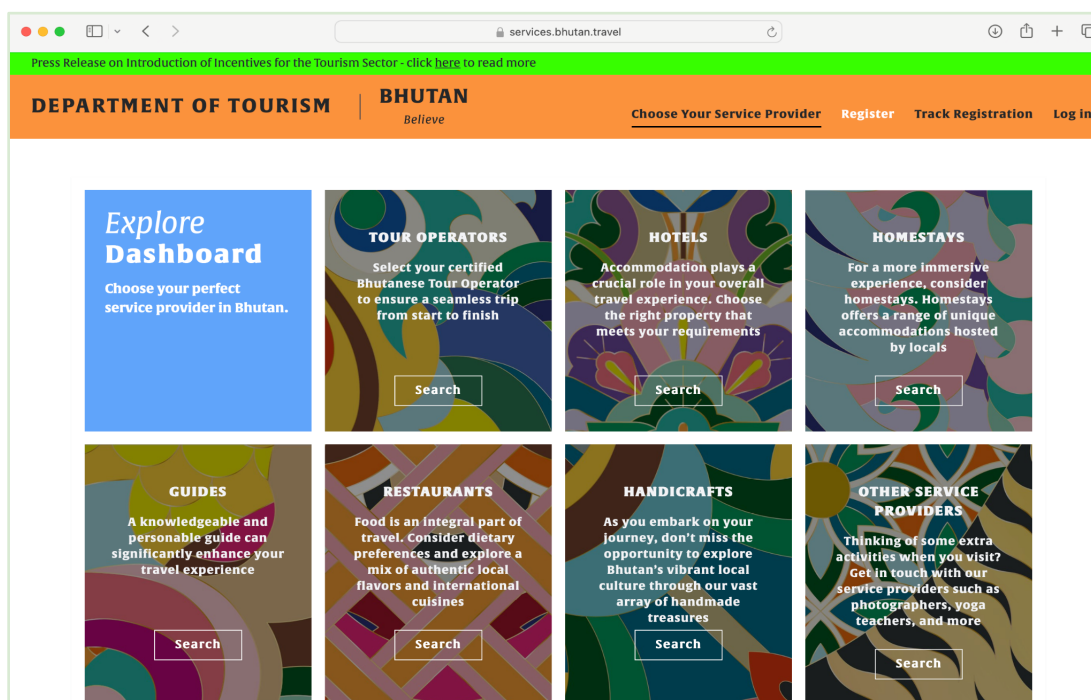 services.bhutan.travel
Press Release on Introduction of Incentives for the Tourism Sector - click here to read more
DEPARTMENT OF TOURISM
BHUTAN
Believe
Choose Your Service Provider
Register
Track Registration
Log in
Explore
Dashboard
Choose your perfect
service provider in Bhutan.
TOUR OPERATORS
Select your certified
Bhutanese Tour Operator
to ensure a seamless trip
from start to finish
Search
HOTELS
Accommodation plays a
crucial role in your overall
travel experience. Choose
the right property that
meets your requirements
Search
HOMESTAYS
For a more immersive
experience, consider
homestays. Homestays
offers a range of unique
accommodations hosted
by locals
Search
GUIDES
A knowledgeable and
personable guide can
significantly enhance your
travel experience
Search
RESTAURANTS
Food is an integral part of
travel. Consider dietary
preferences and explore a
mix of authentic local
flavors and international
cuisines
Search
HANDICRAFTS
As you embark on your
journey, don't miss the
opportunity to explore
Bhutan's vibrant local
culture through our vast
array of handmade
treasures
Search
OTHER SERVICE
PROVIDERS
Thinking of some extra
activities when you visit?
Get in touch with our
service providers such as
photographers, yoga
teachers, and more
Search